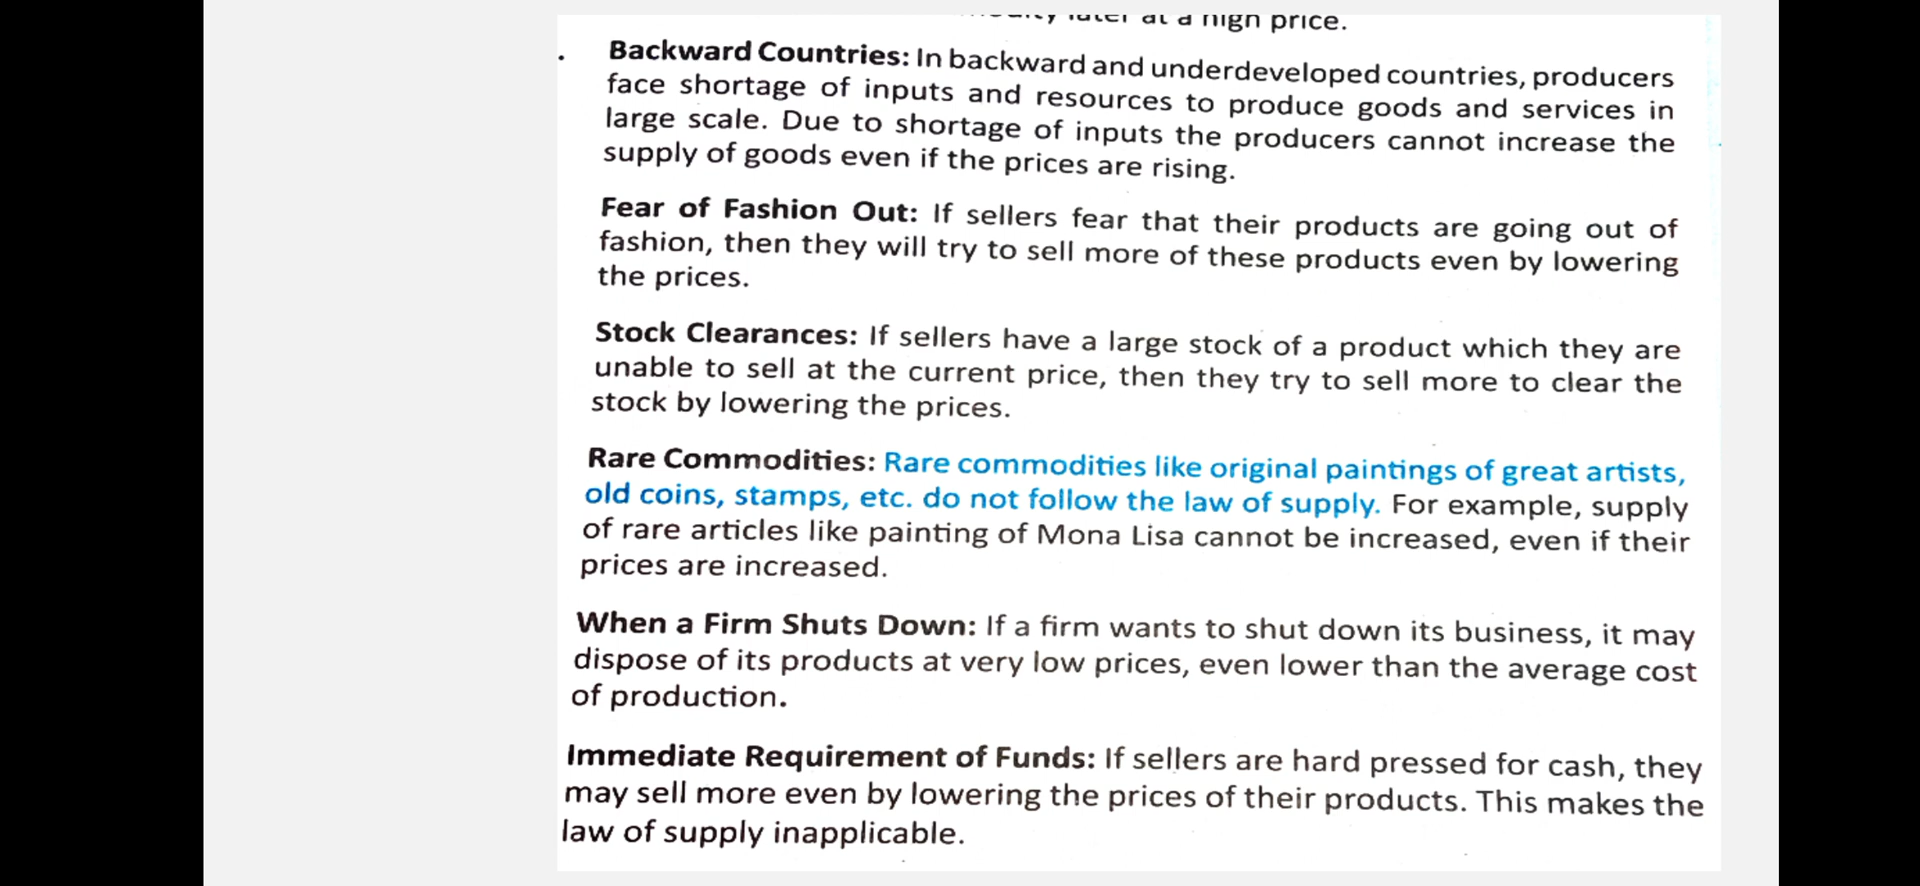 at a high price.
. Backward Countries: In backward and underdeveloped countries, producers
face shortage of inputs and resources to produce goods and services in
large scale. Due to shortage of inputs the producers cannot increase the
supply of goods even if the prices are rising.
Fear of Fashion Out: If sellers fear that their products are going out of
fashion, then they will try to sell more of these products even by lowering
the prices.
Stock Clearances: If sellers have a large stock of a product which they are
unable to sell at the current price, then they try to sell more to clear the
stock by lowering the prices.
Rare Commodities: Rare commodities like original paintings of great artists,
old coins, stamps, etc. do not follow the law of supply. For example, supply
of rare articles like painting of Mona Lisa cannot be increased, even if their
prices are increased.
When a Firm Shuts Down: If a firm wants to shut down its business, it may
dispose of its products at very low prices, even lower than the average cost
of production.
Immediate Requirement of Funds: If sellers are hard pressed for cash, they
may sell more even by lowering the prices of their products. This makes the
law of supply inapplicable.